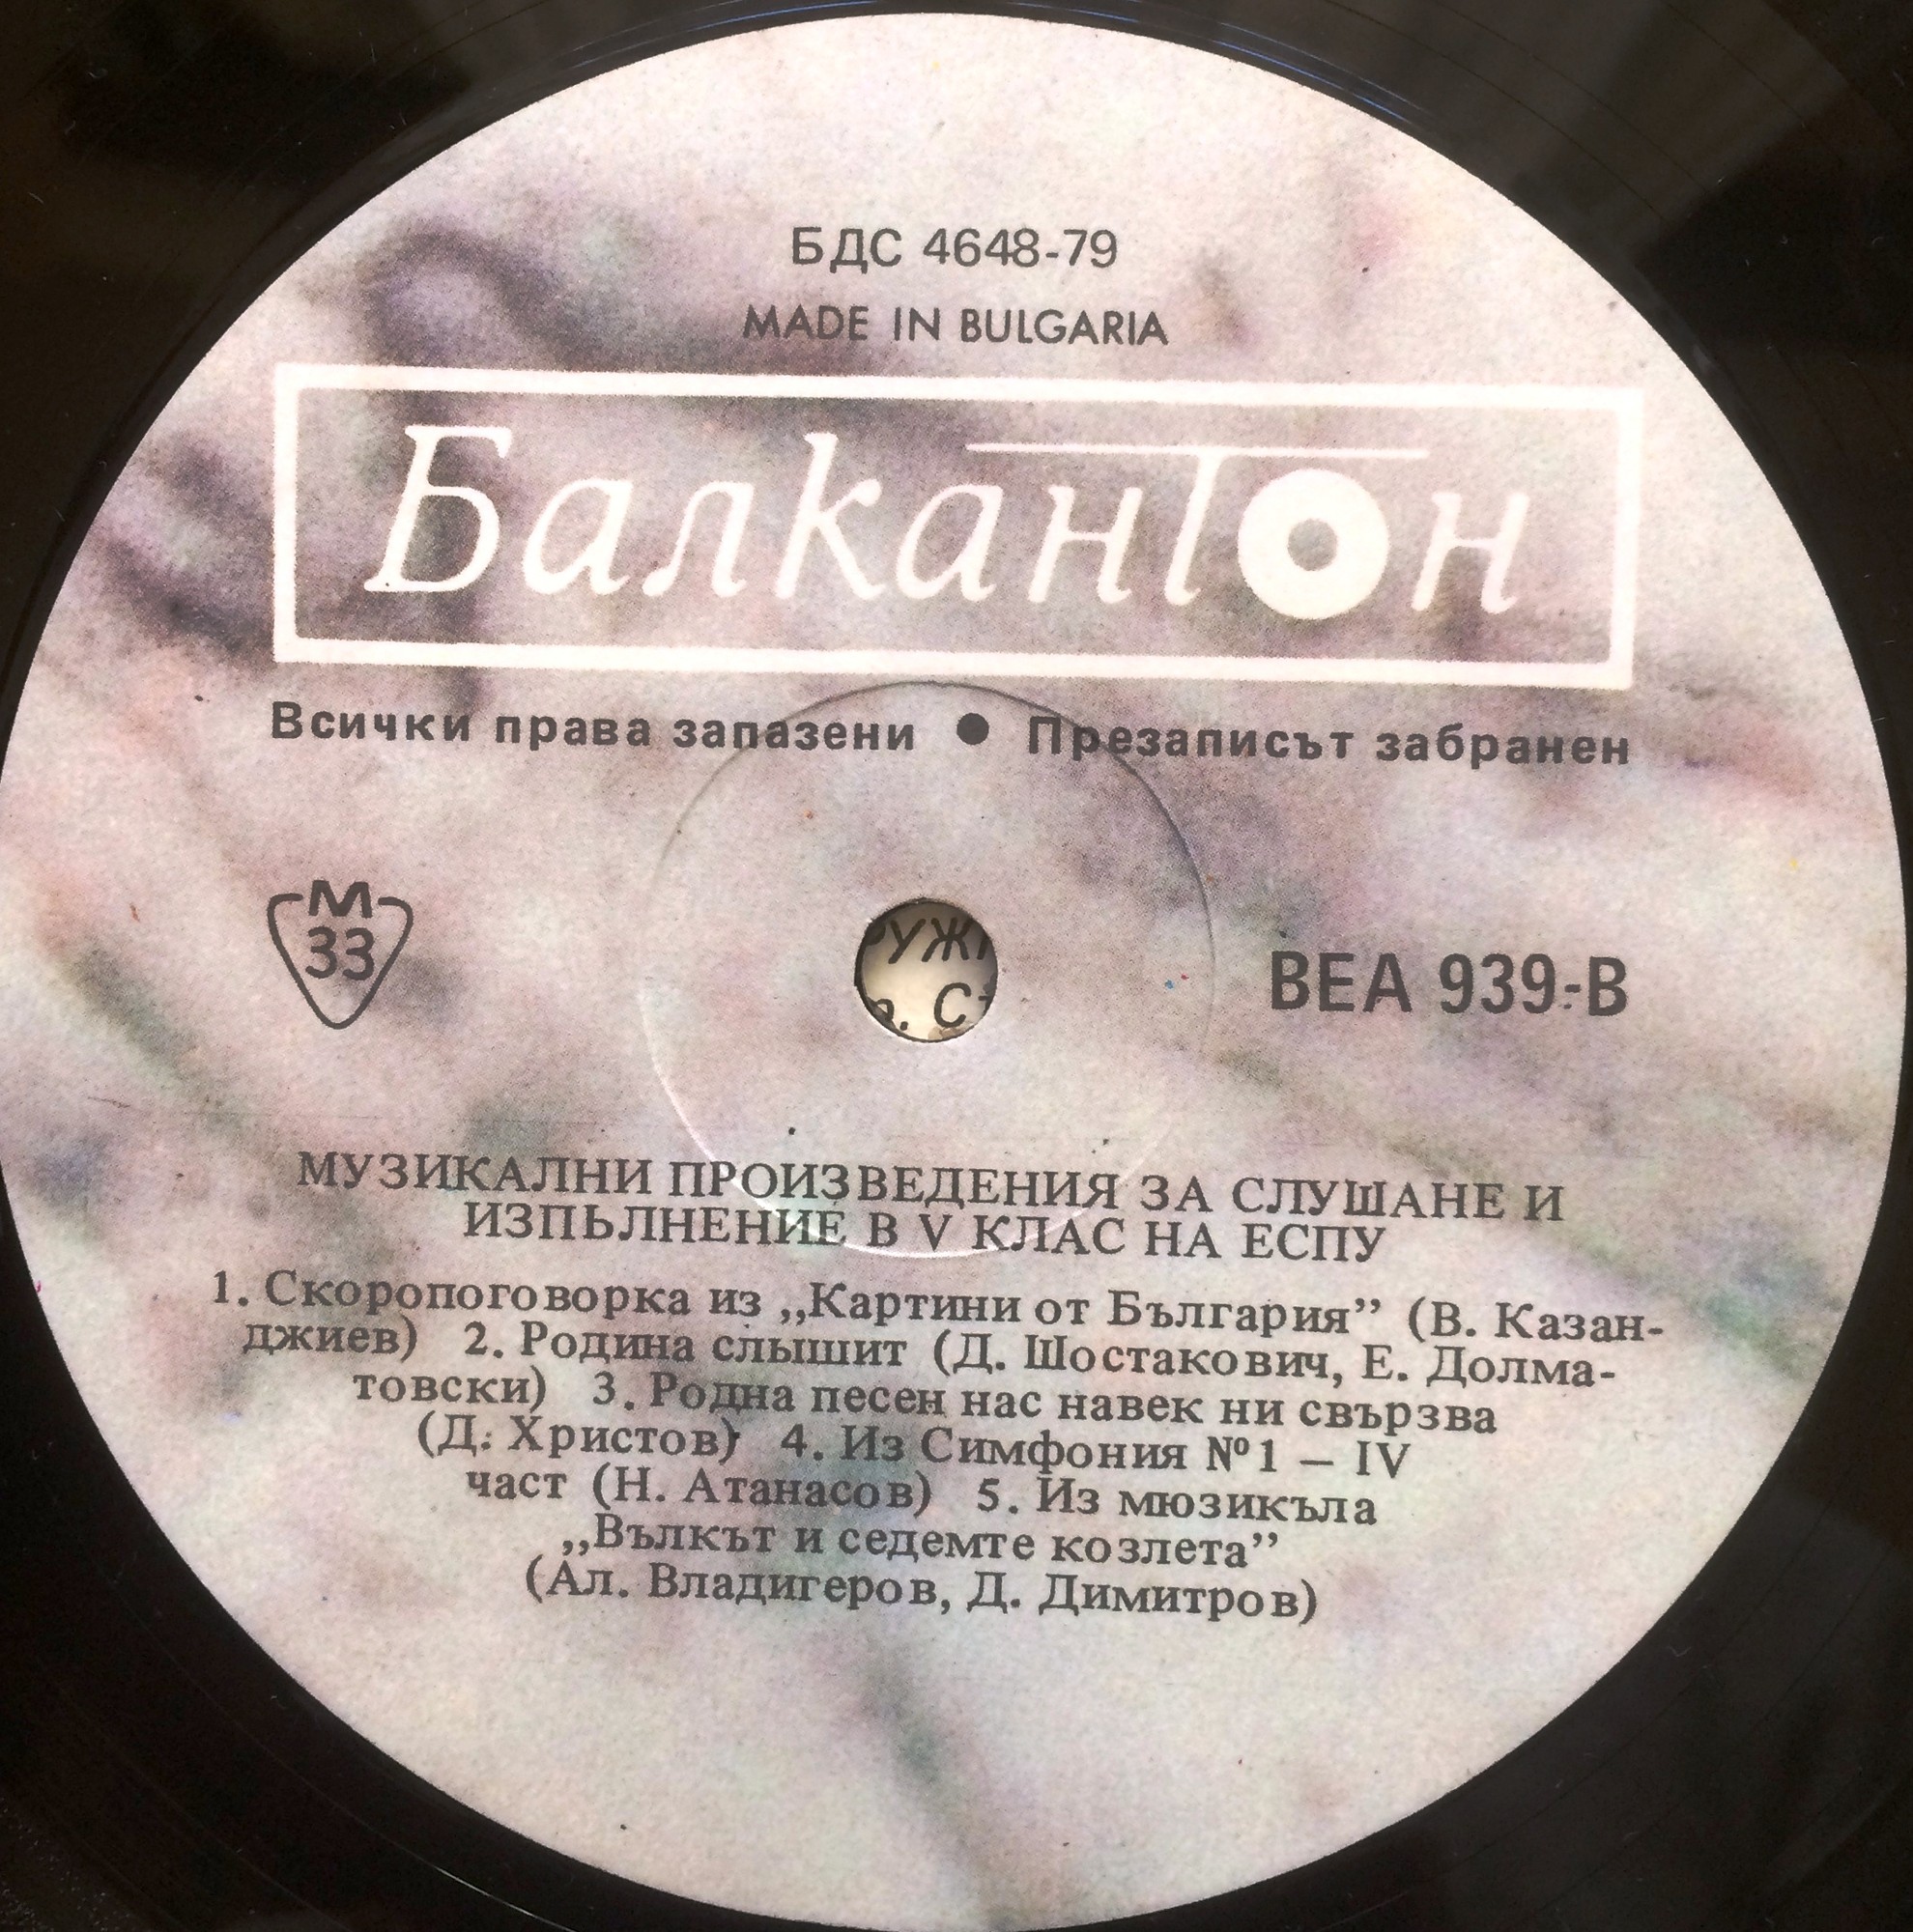 БДС 4648-79
MADE IN BULGARIA
Балкантон
Всички права запазени ● Презаписът забранен
М
33
ВЕА 939-В
МУЗИКАЛНИ ПРОИЗВЕДЕНИЯ ЗА СЛУШАНЕ И
ИЗПЬЛНЕНИЕ В V КЛАС НА ЕСПУ
1. Скоропоговорка из „Картини от България” (В. Казан-
джиев) 2. Родина слышит (Д. Шостакович, Е. Долма-
товски) 3. Родна песен нас навек ни свързва
(Д. Христов) 4. Из Симфония № 1 – IV
част (Н. Атанасов) 5. Из мюзикъла
„Вълкът и седемте козлета”
(Ал. Владигеров, Д. Димитров)